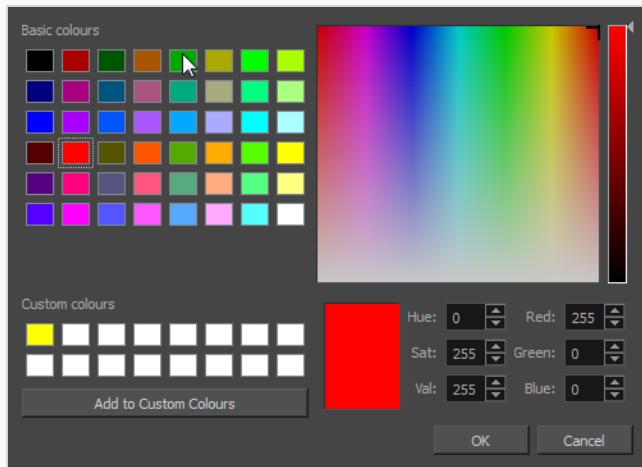 Basic colours
Custom colours
Hue: 0 Red: 255
Sat: 255 Green: 0
Val: 255 Blue: 0
Add to Custom Colours
OK Cancel